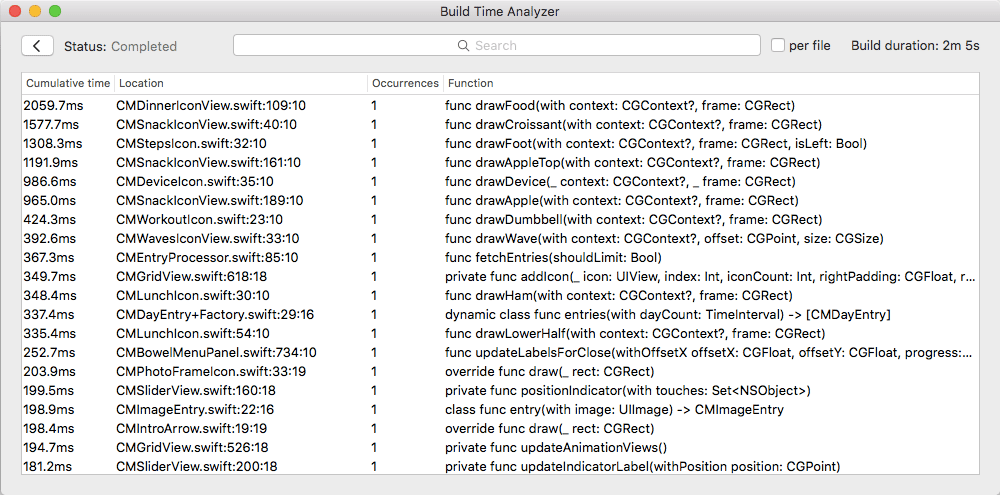 Build Time Analyzer
Status: Completed Search per file Build duration: 2m 5s
Cumulative time Location Occurrences Function
2059.7ms CMDinnerIconView.swift:109:10 1 func drawFood(with context: CGContext?, frame: CGRect)
1577.7ms CMSnackIconView.swift:40:10 1 func drawCroissant(with context: CGContext?, frame: CGRect)
1308.3ms CMStepsIcon.swift:32:10 1 func drawFoot(with context: CGContext?, frame: CGRect, isLeft: Bool)
1191.9ms CMSnackIconView.swift:161:10 1 func drawAppleTop(with context: CGContext?, frame: CGRect)
986.6ms CMDeviceIcon.swift:35:10 1 func drawDevice(_ context: CGContext?, _ frame: CGRect)
965.0ms CMSnackIconView.swift:189:10 1 func drawApple(with context: CGContext?, frame: CGRect)
424.3ms CMWorkoutIcon.swift:23:10 1 func drawDumbbell(with context: CGContext?, frame: CGRect)
392.6ms CMWavesIconView.swift:33:10 1 func drawWave(with context: CGContext?, offset: CGPoint, size: CGSize)
367.3ms CMEntryProcessor.swift:85:10 1 func fetchEntries(shouldLimit: Bool)
349.7ms CMGridView.swift:618:18 1 private func addIcon(_ icon: UIView, index: Int, iconCount: Int, rightPadding: CGFloat, r...
348.4ms CMLunchIcon.swift:30:10 1 func drawHam(with context: CGContext?, frame: CGRect)
337.4ms CMDayEntry+Factory.swift:29:16 1 dynamic class func entries(with dayCount: TimeInterval) -> [CMDayEntry]
335.4ms CMLunchIcon.swift:54:10 1 func drawLowerHalf(with context: CGContext?, frame: CGRect)
252.7ms CMBowelMenuPanel.swift:734:10 1 func updateLabelsForClose(withOffsetX offsetX: CGFloat, offsetY: CGFloat, progress:...
203.9ms CMPhotoFrameIcon.swift:33:19 1 override func draw(_ rect: CGRect)
199.5ms CMSliderView.swift:160:18 1 private func positionIndicator(with touches: Set<NSObject>)
198.9ms CMImageEntry.swift:22:16 1 class func entry(with image: UIImage) -> CMImageEntry
198.4ms CMIntroArrow.swift:19:19 1 override func draw(_ rect: CGRect)
194.7ms CMGridView.swift:526:18 1 private func updateAnimationViews()
181.2ms CMSliderView.swift:200:18 1 private func updateIndicatorLabel(withPosition position: CGPoint)